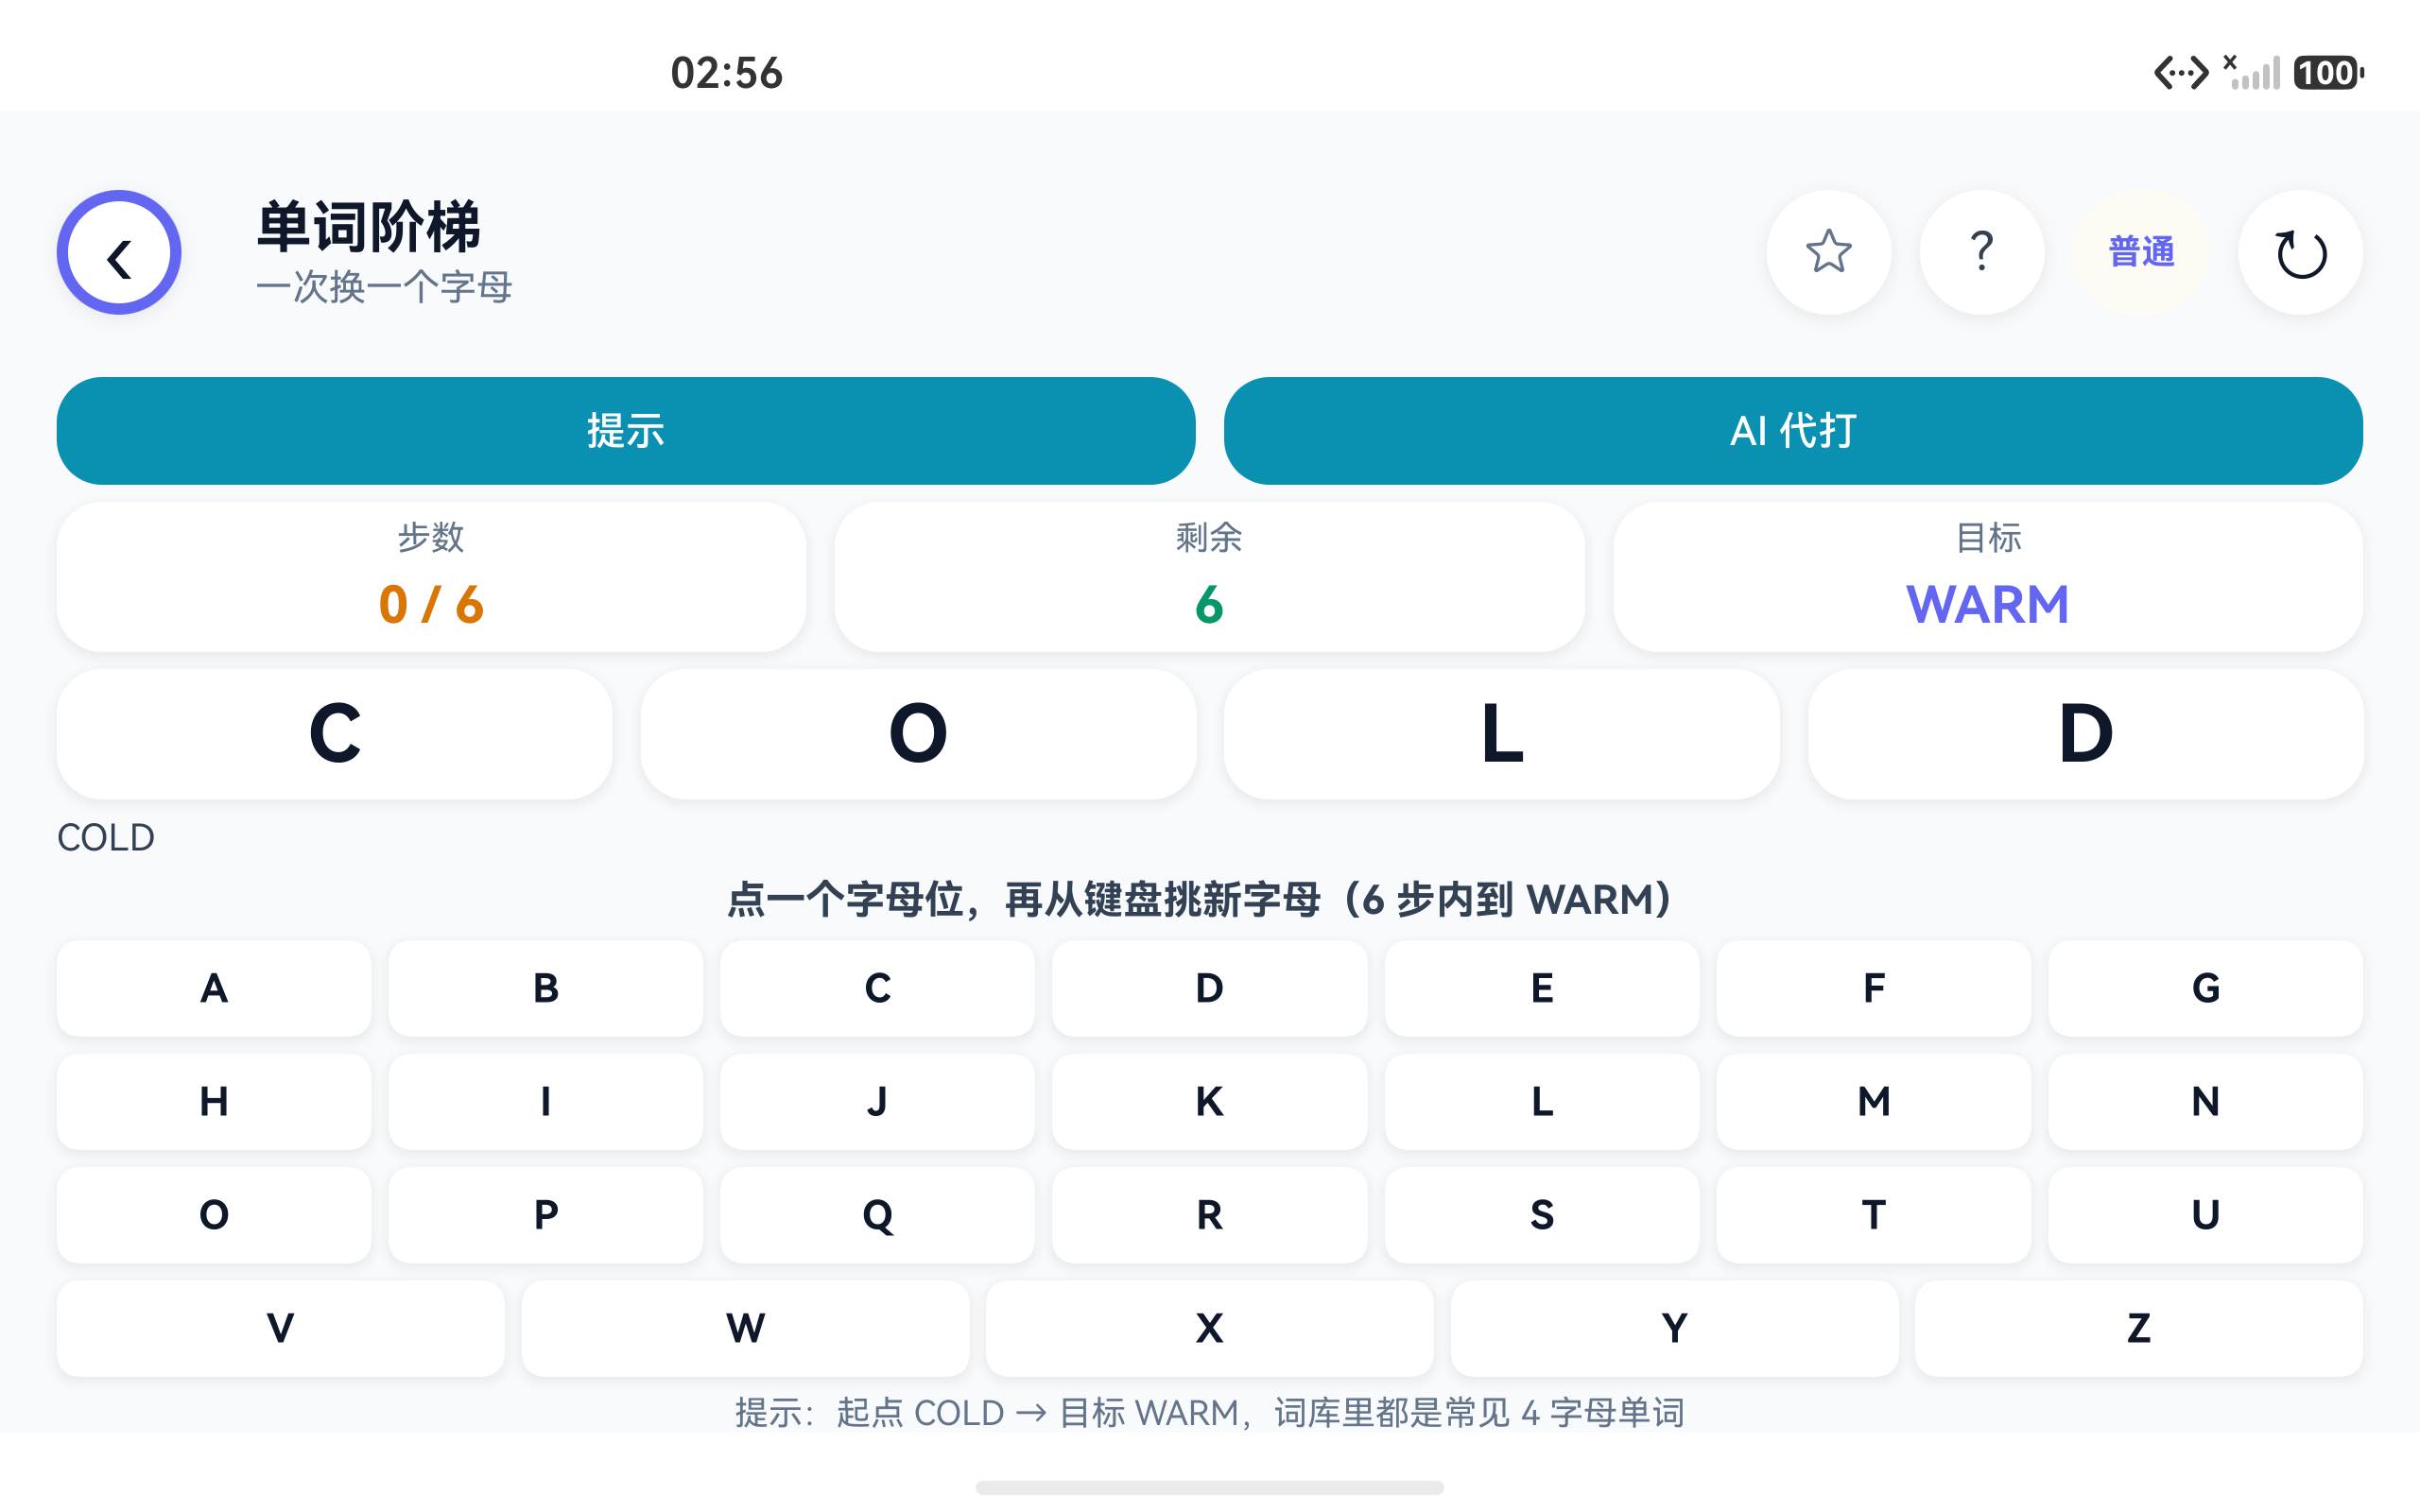 02:56
100
单词阶梯
一次换一个字母
?
普通
提示
AI 代打
步数
剩余
目标
0 / 6
6
WARM
C O L D
COLD
点一个字母位，再从键盘挑新字母（6 步内到 WARM）
A B C D E F G
H I J K L M N
O P Q R S T U
V W X Y Z
提示：起点 COLD → 目标 WARM，词库里都是常见 4 字母单词